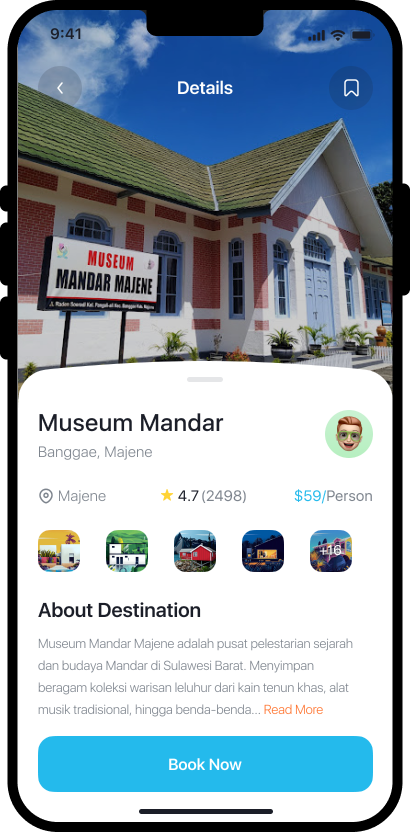 9:41
Details
MUSEUM
MANDAR MAJENE
Museum Mandar
Banggae, Majene
Majene
4.7 (2498)
$59/Person
+16
About Destination
Museum Mandar Majene adalah pusat pelestarian sejarah
dan budaya Mandar di Sulawesi Barat. Menyimpan
beragam koleksi warisan leluhur dari kain tenun khas, alat
musik tradisional, hingga benda-benda... Read More
Book Now